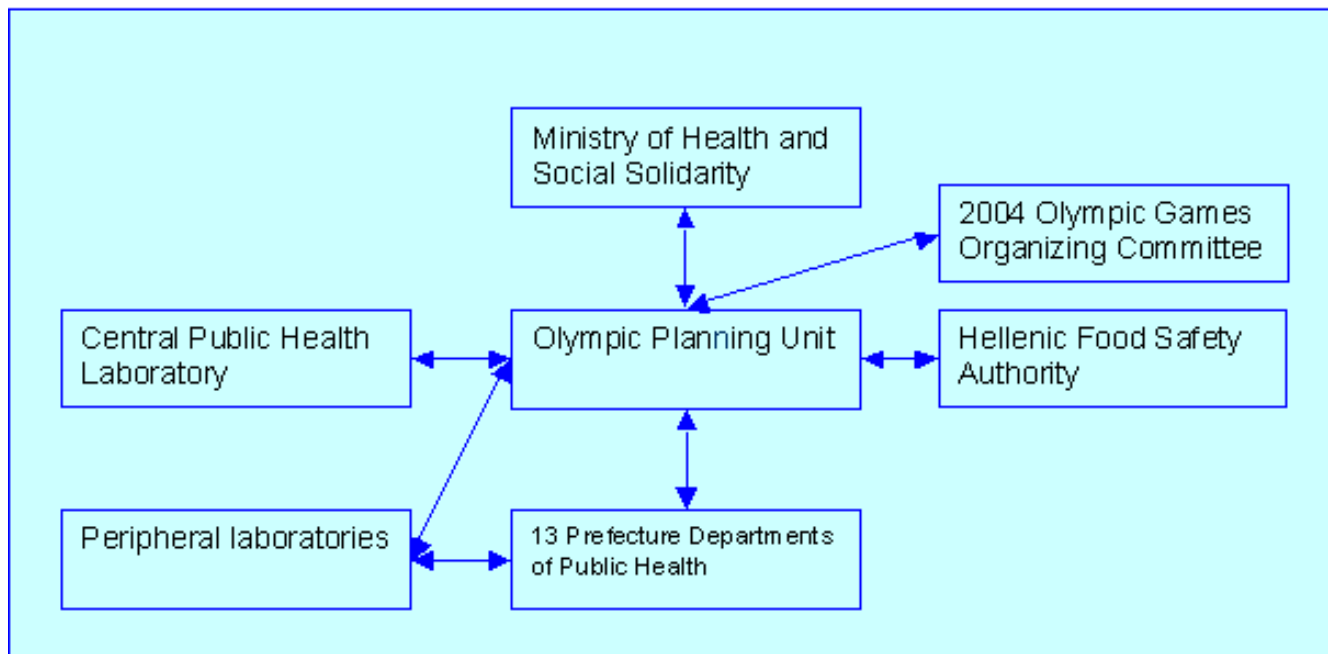 Ministry of Health and
Social Solidarity
2004 Olympic Games
Organizing Committee
Central Public Health
Laboratory
Olympic Planning Unit
Hellenic Food Safety
Authority
Peripheral laboratories
13 Prefecture Departments
of Public Health